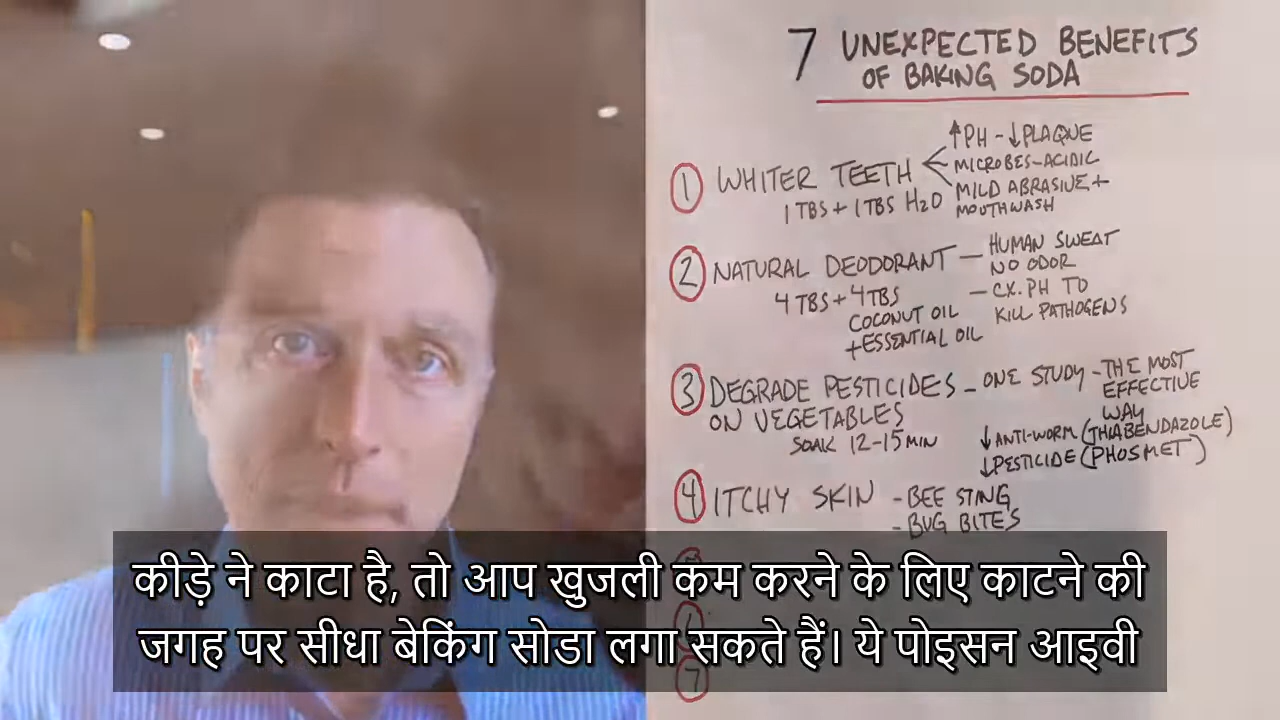 7 UNEXPECTED BENEFITS
OF BAKING SODA
1 WHITER TEETH
↑PH - ↓PLAQUE
MICROBES-ACIDIC
MILD ABRASIVE +
MOUTHWASH
1 TBS + 1 TBS H2O
2 NATURAL DEODORANT
— HUMAN SWEAT
NO ODOR
— CX. PH TO
KILL PATHOGENS
4 TBS + 4 TBS
COCONUT OIL
+ ESSENTIAL OIL
3 DEGRADE PESTICIDES
ON VEGETABLES
SOAK 12-15 MIN
- ONE STUDY - THE MOST
EFFECTIVE
WAY
↓ ANTI-WORM (THIABENDAZOLE)
↓ PESTICIDE (PHOSMET)
4 ITCHY SKIN - BEE STING
- BUG BITES
कीड़े ने काटा है, तो आप खुजली कम करने के लिए काटने की
जगह पर सीधा बेकिंग सोडा लगा सकते हैं। ये पोइसन आइवी
7